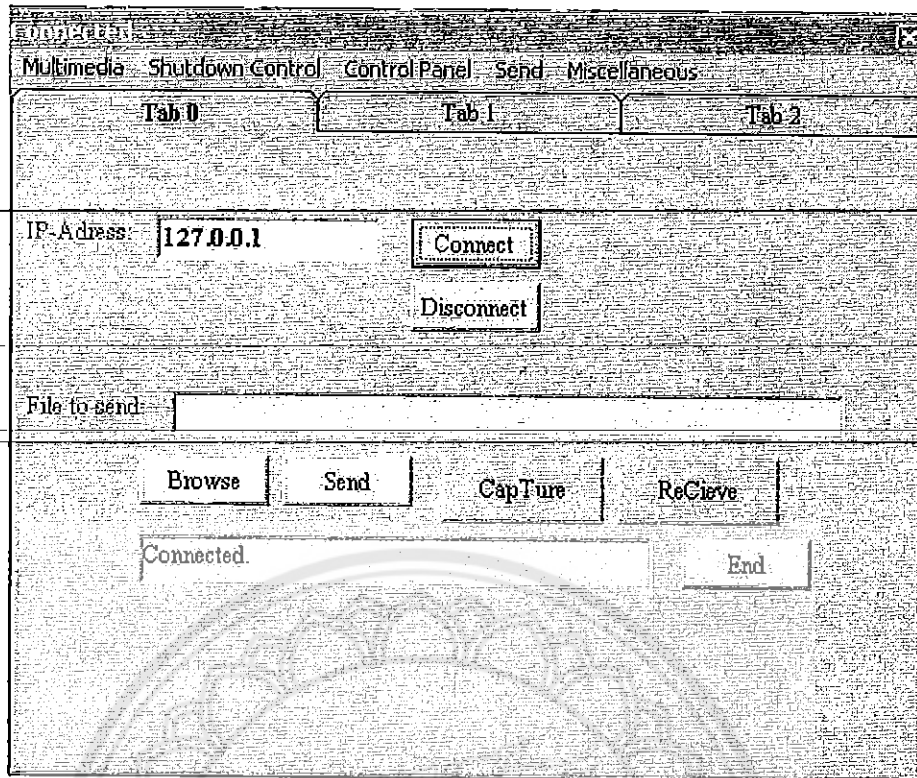 Connected.
Multimedia Shutdown Control Control Panel Send Miscellaneous
Tab 0 Tab 1 Tab 2
IP-Adress: 127.0.0.1 Connect
Disconnect
File to send:
Browse Send CapTure ReCieve
Connected. End